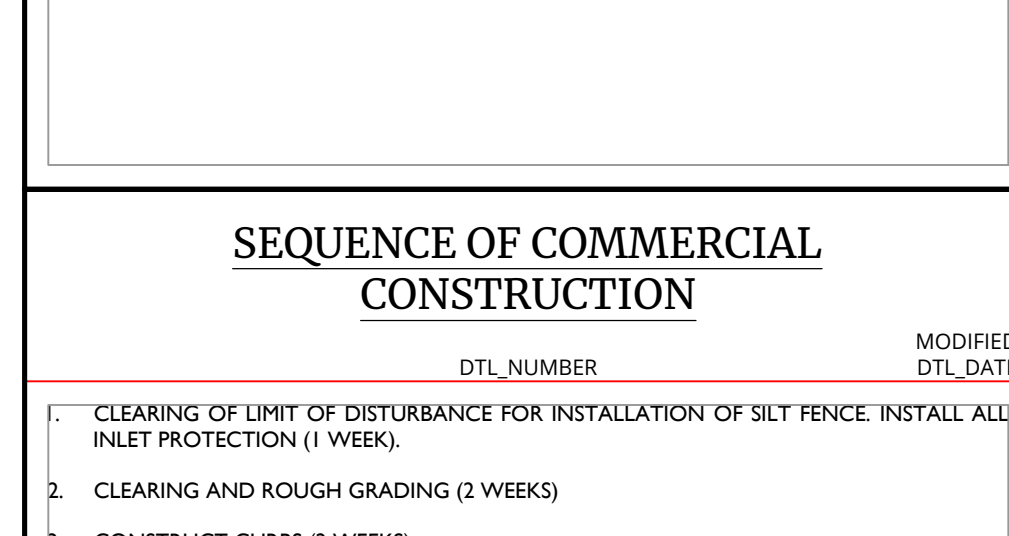 SEQUENCE OF COMMERCIAL
CONSTRUCTION
MODIFIED
DTL_NUMBER DTL_DATE
1. CLEARING OF LIMIT OF DISTURBANCE FOR INSTALLATION OF SILT FENCE. INSTALL ALL
INLET PROTECTION (1 WEEK).
2. CLEARING AND ROUGH GRADING (2 WEEKS)